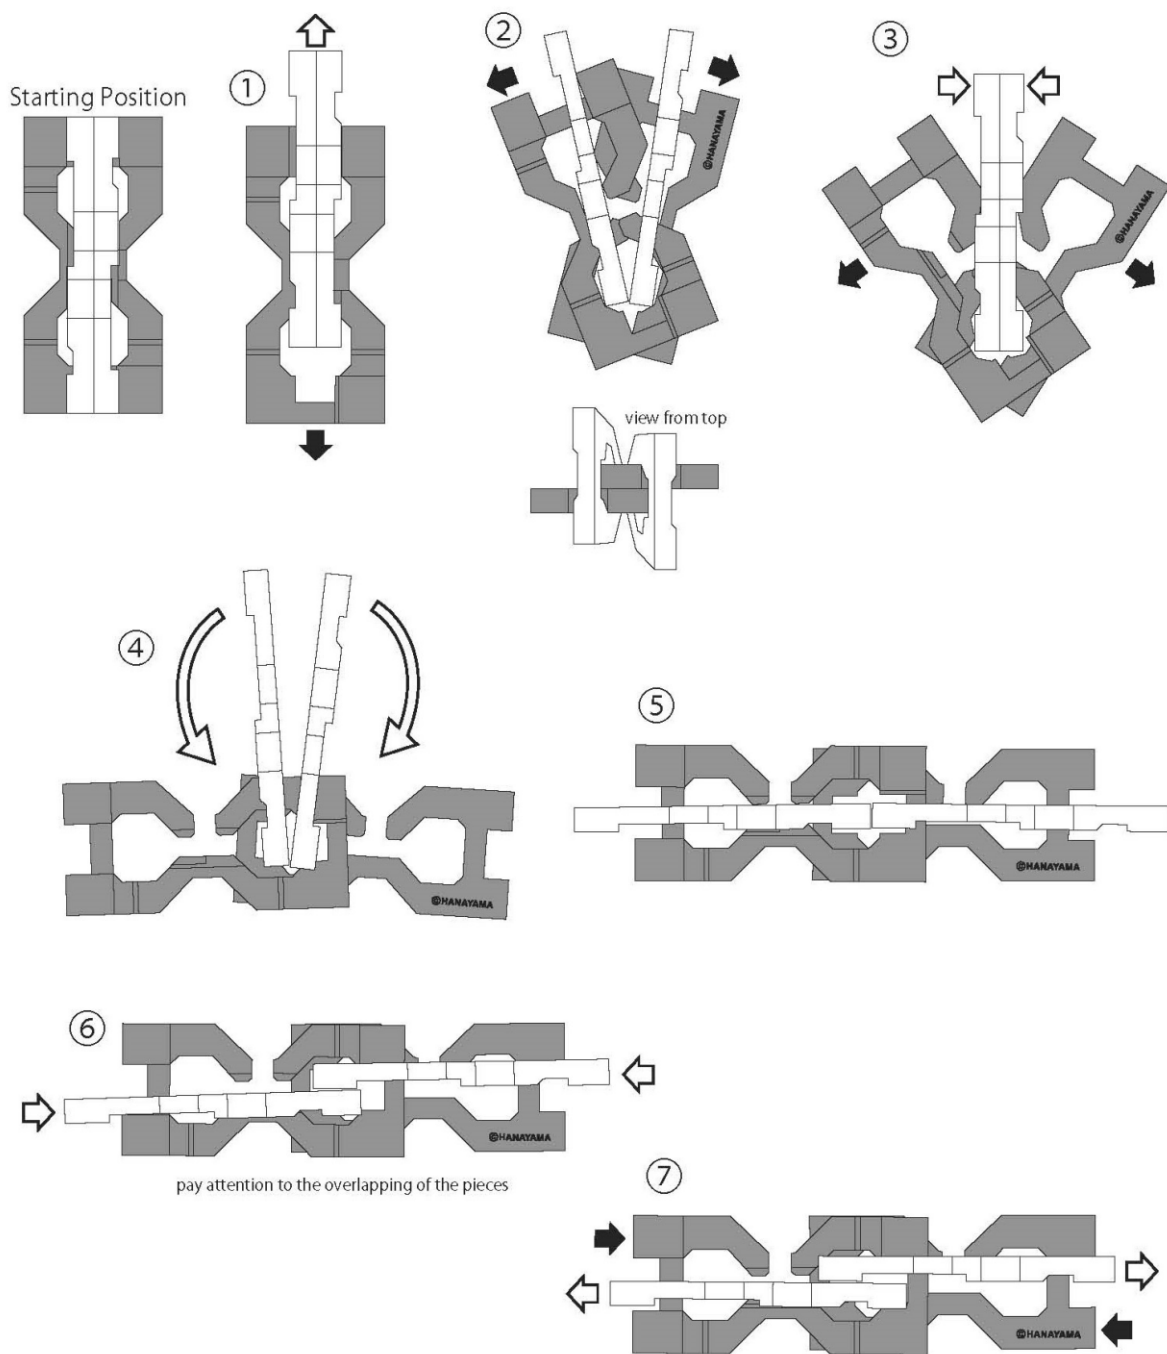 Starting Position
1
2
©HANAYAMA
3
©HANAYAMA
view from top
4
©HANAYAMA
5
©HANAYAMA
6
©HANAYAMA
pay attention to the overlapping of the pieces
7
©HANAYAMA